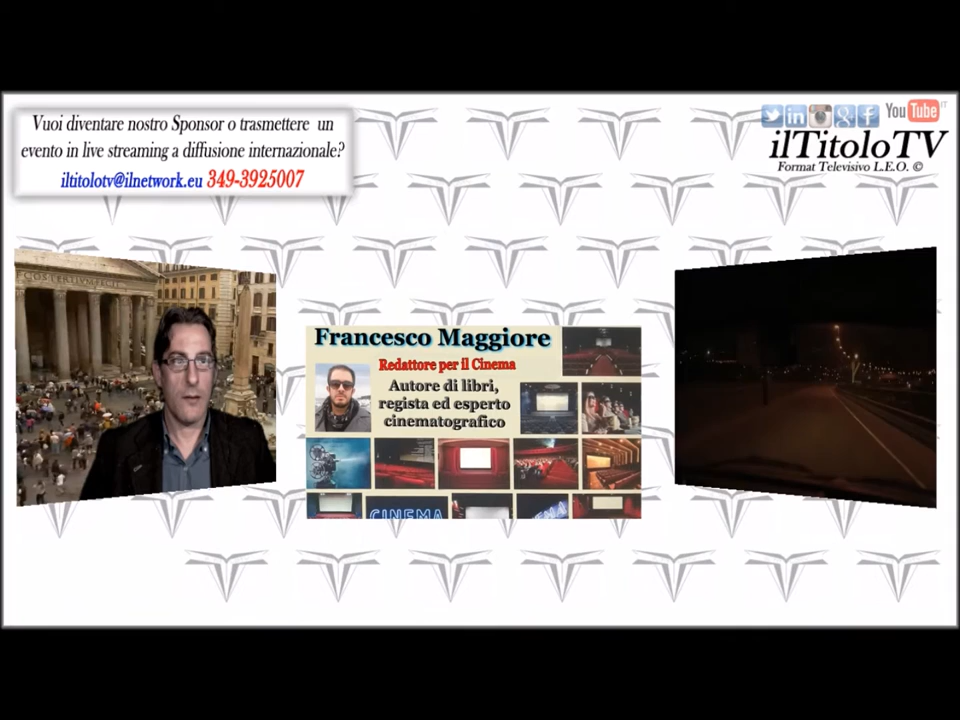 Vuoi diventare nostro Sponsor o trasmettere un
evento in live streaming a diffusione internazionale?
iltitolotv@ilnetwork.eu 349-3925007
You Tube IT
ilTitoloTV
Format Televisivo L.E.O. ©
Francesco Maggiore
Redattore per il Cinema
Autore di libri,
regista ed esperto
cinematografico
CINEMA